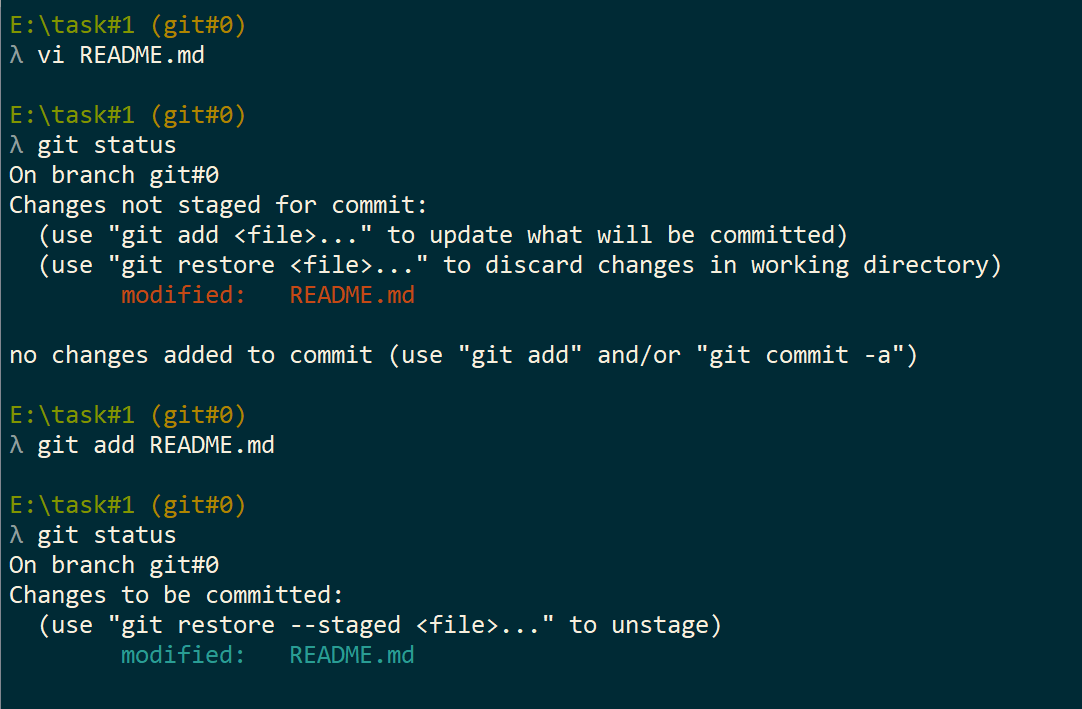 E:\task#1 (git#0)
λ vi README.md
E:\task#1 (git#0)
λ git status
On branch git#0
Changes not staged for commit:
  (use "git add <file>..." to update what will be committed)
  (use "git restore <file>..." to discard changes in working directory)
        modified:   README.md
no changes added to commit (use "git add" and/or "git commit -a")
E:\task#1 (git#0)
λ git add README.md
E:\task#1 (git#0)
λ git status
On branch git#0
Changes to be committed:
  (use "git restore --staged <file>..." to unstage)
        modified:   README.md